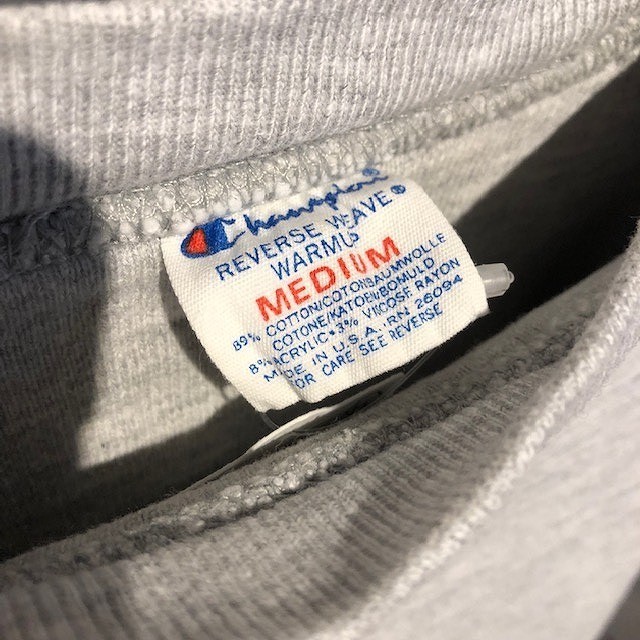 Champion®
REVERSE WEAVE®
WARMUP
MEDIUM
89% COTTON/COTON/BAUMWOLLE
COTONE/KATOEN/BOMULD
8% ACRYLIC•3% VISCOSE RAYON
MADE IN U.S.A. RN 26094
FOR CARE SEE REVERSE